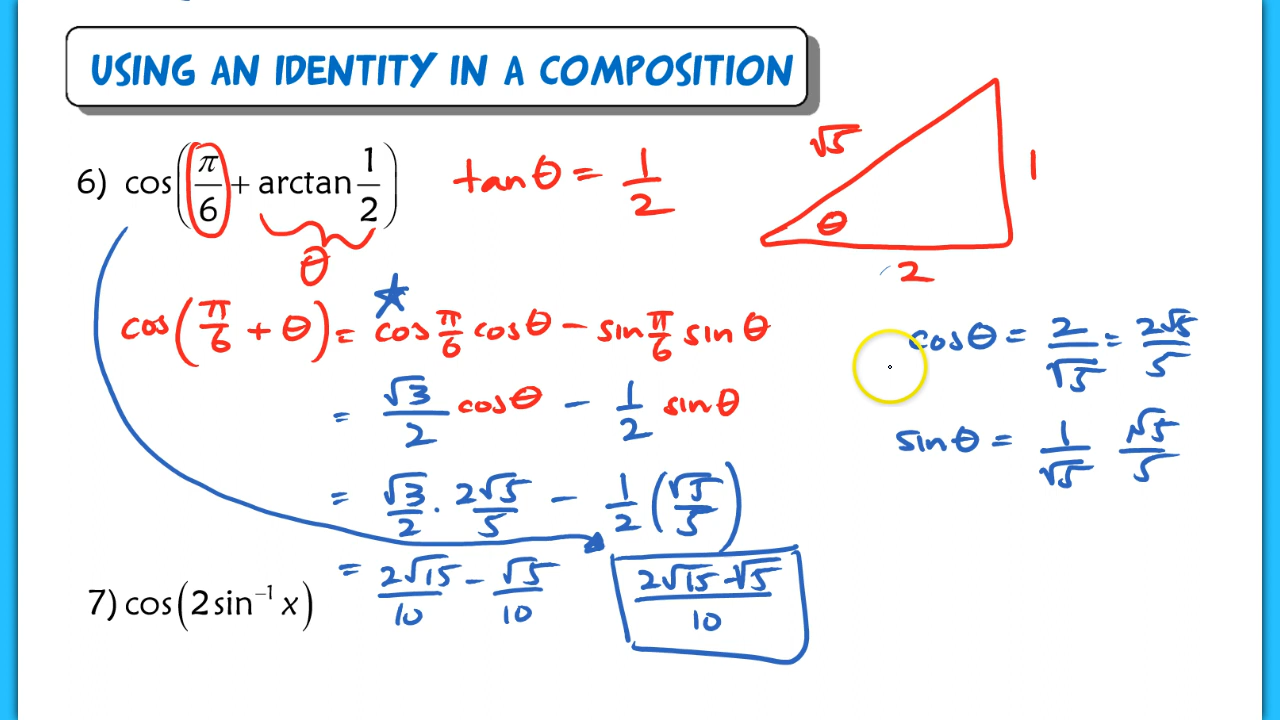 USING AN IDENTITY IN A COMPOSITION
6) cos(π/6 + arctan 1/2)
θ
tanθ = 1/2
√5
1
θ
2
cos(π/6 + θ) = cos π/6 cosθ − sin π/6 sinθ
= √3/2 cosθ − 1/2 sinθ
= √3/2 · 2√5/5 − 1/2 (√5/5)
= 2√15/10 − √5/10
2√15 − √5/10
cosθ = 2/√5 = 2√5/5
sinθ = 1/√5 √5/5
7) cos(2sin⁻¹ x)